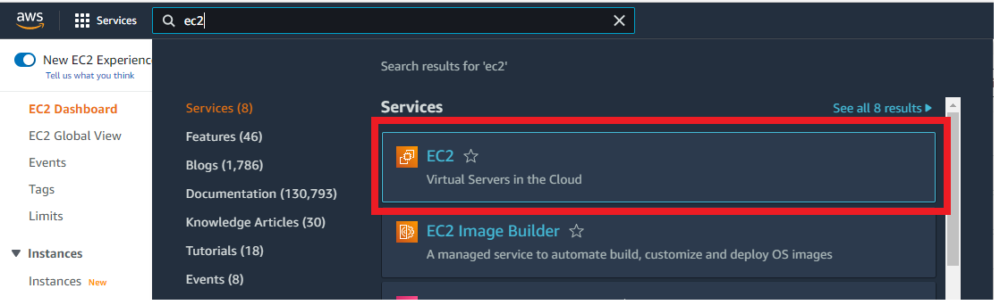 aws
Services
ec2
New EC2 Experience
Tell us what you think
EC2 Dashboard
EC2 Global View
Events
Tags
Limits
Instances
Instances New
Search results for 'ec2'
Services (8)
Features (46)
Blogs (1,786)
Documentation (130,793)
Knowledge Articles (30)
Tutorials (18)
Events (8)
Services
See all 8 results
EC2
Virtual Servers in the Cloud
EC2 Image Builder
A managed service to automate build, customize and deploy OS images